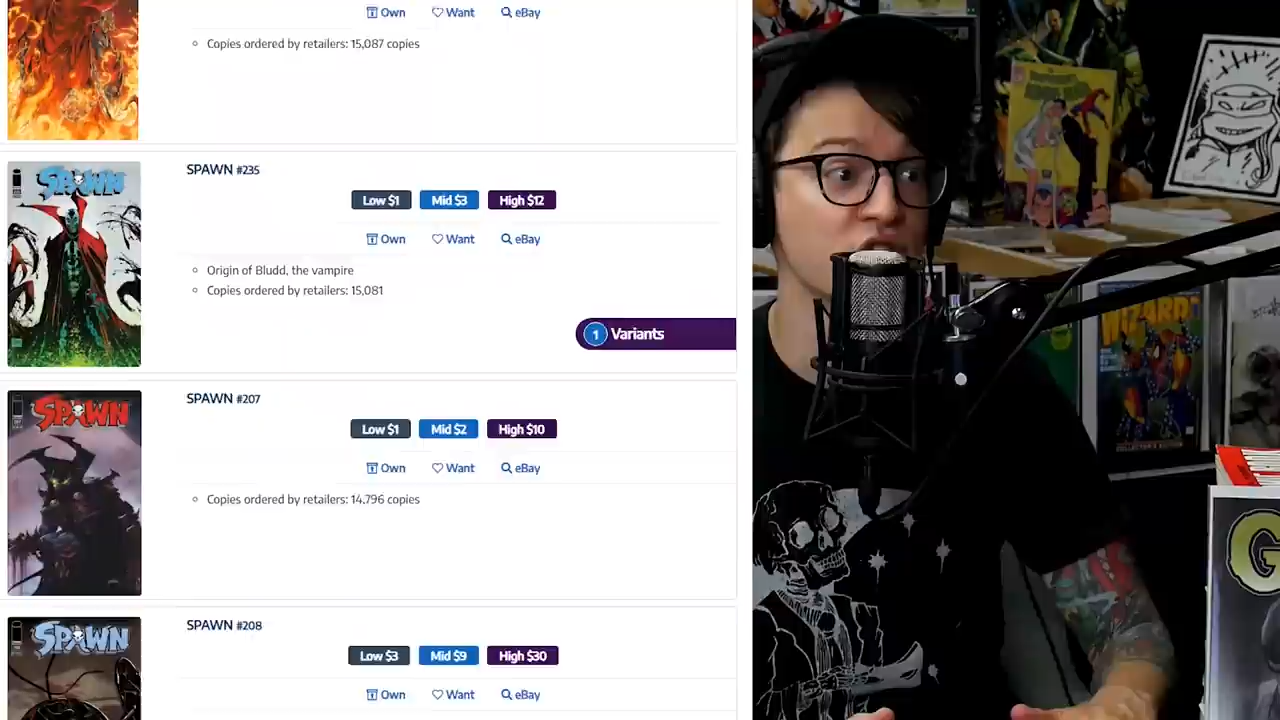 Own Want eBay
Copies ordered by retailers: 15,087 copies
SPAWN
SPAWN #235
Low $1 Mid $3 High $12
Own Want eBay
Origin of Bludd, the vampire
Copies ordered by retailers: 15,081
1 Variants
SPAWN
SPAWN #207
Low $1 Mid $2 High $10
Own Want eBay
Copies ordered by retailers: 14,796 copies
SPAWN
SPAWN #208
Low $3 Mid $9 High $30
Own Want eBay
WIZARD
G